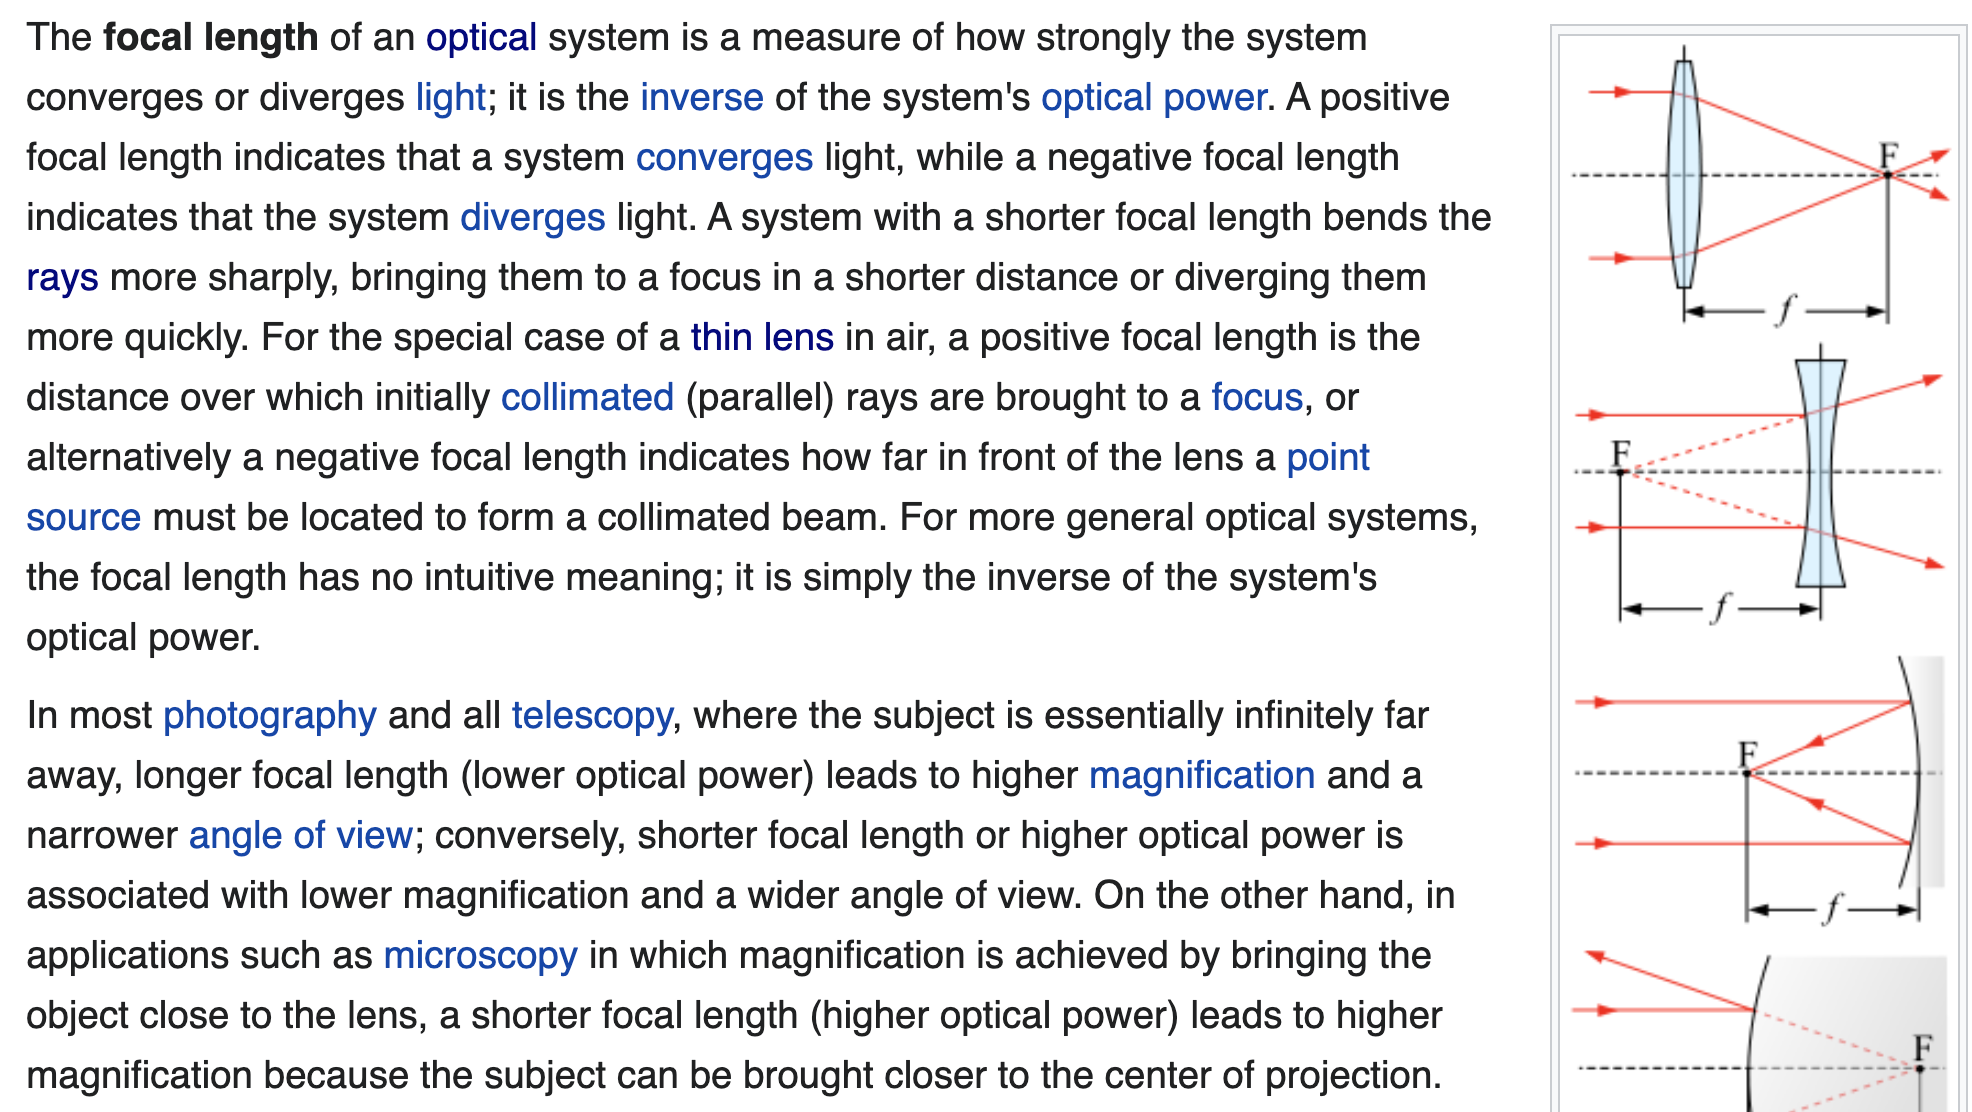 The focal length of an optical system is a measure of how strongly the system
converges or diverges light; it is the inverse of the system's optical power. A positive
focal length indicates that a system converges light, while a negative focal length
indicates that the system diverges light. A system with a shorter focal length bends the
rays more sharply, bringing them to a focus in a shorter distance or diverging them
more quickly. For the special case of a thin lens in air, a positive focal length is the
distance over which initially collimated (parallel) rays are brought to a focus, or
alternatively a negative focal length indicates how far in front of the lens a point
source must be located to form a collimated beam. For more general optical systems,
the focal length has no intuitive meaning; it is simply the inverse of the system's
optical power.
In most photography and all telescopy, where the subject is essentially infinitely far
away, longer focal length (lower optical power) leads to higher magnification and a
narrower angle of view; conversely, shorter focal length or higher optical power is
associated with lower magnification and a wider angle of view. On the other hand, in
applications such as microscopy in which magnification is achieved by bringing the
object close to the lens, a shorter focal length (higher optical power) leads to higher
magnification because the subject can be brought closer to the center of projection.
F
f
F
f
F
f
F